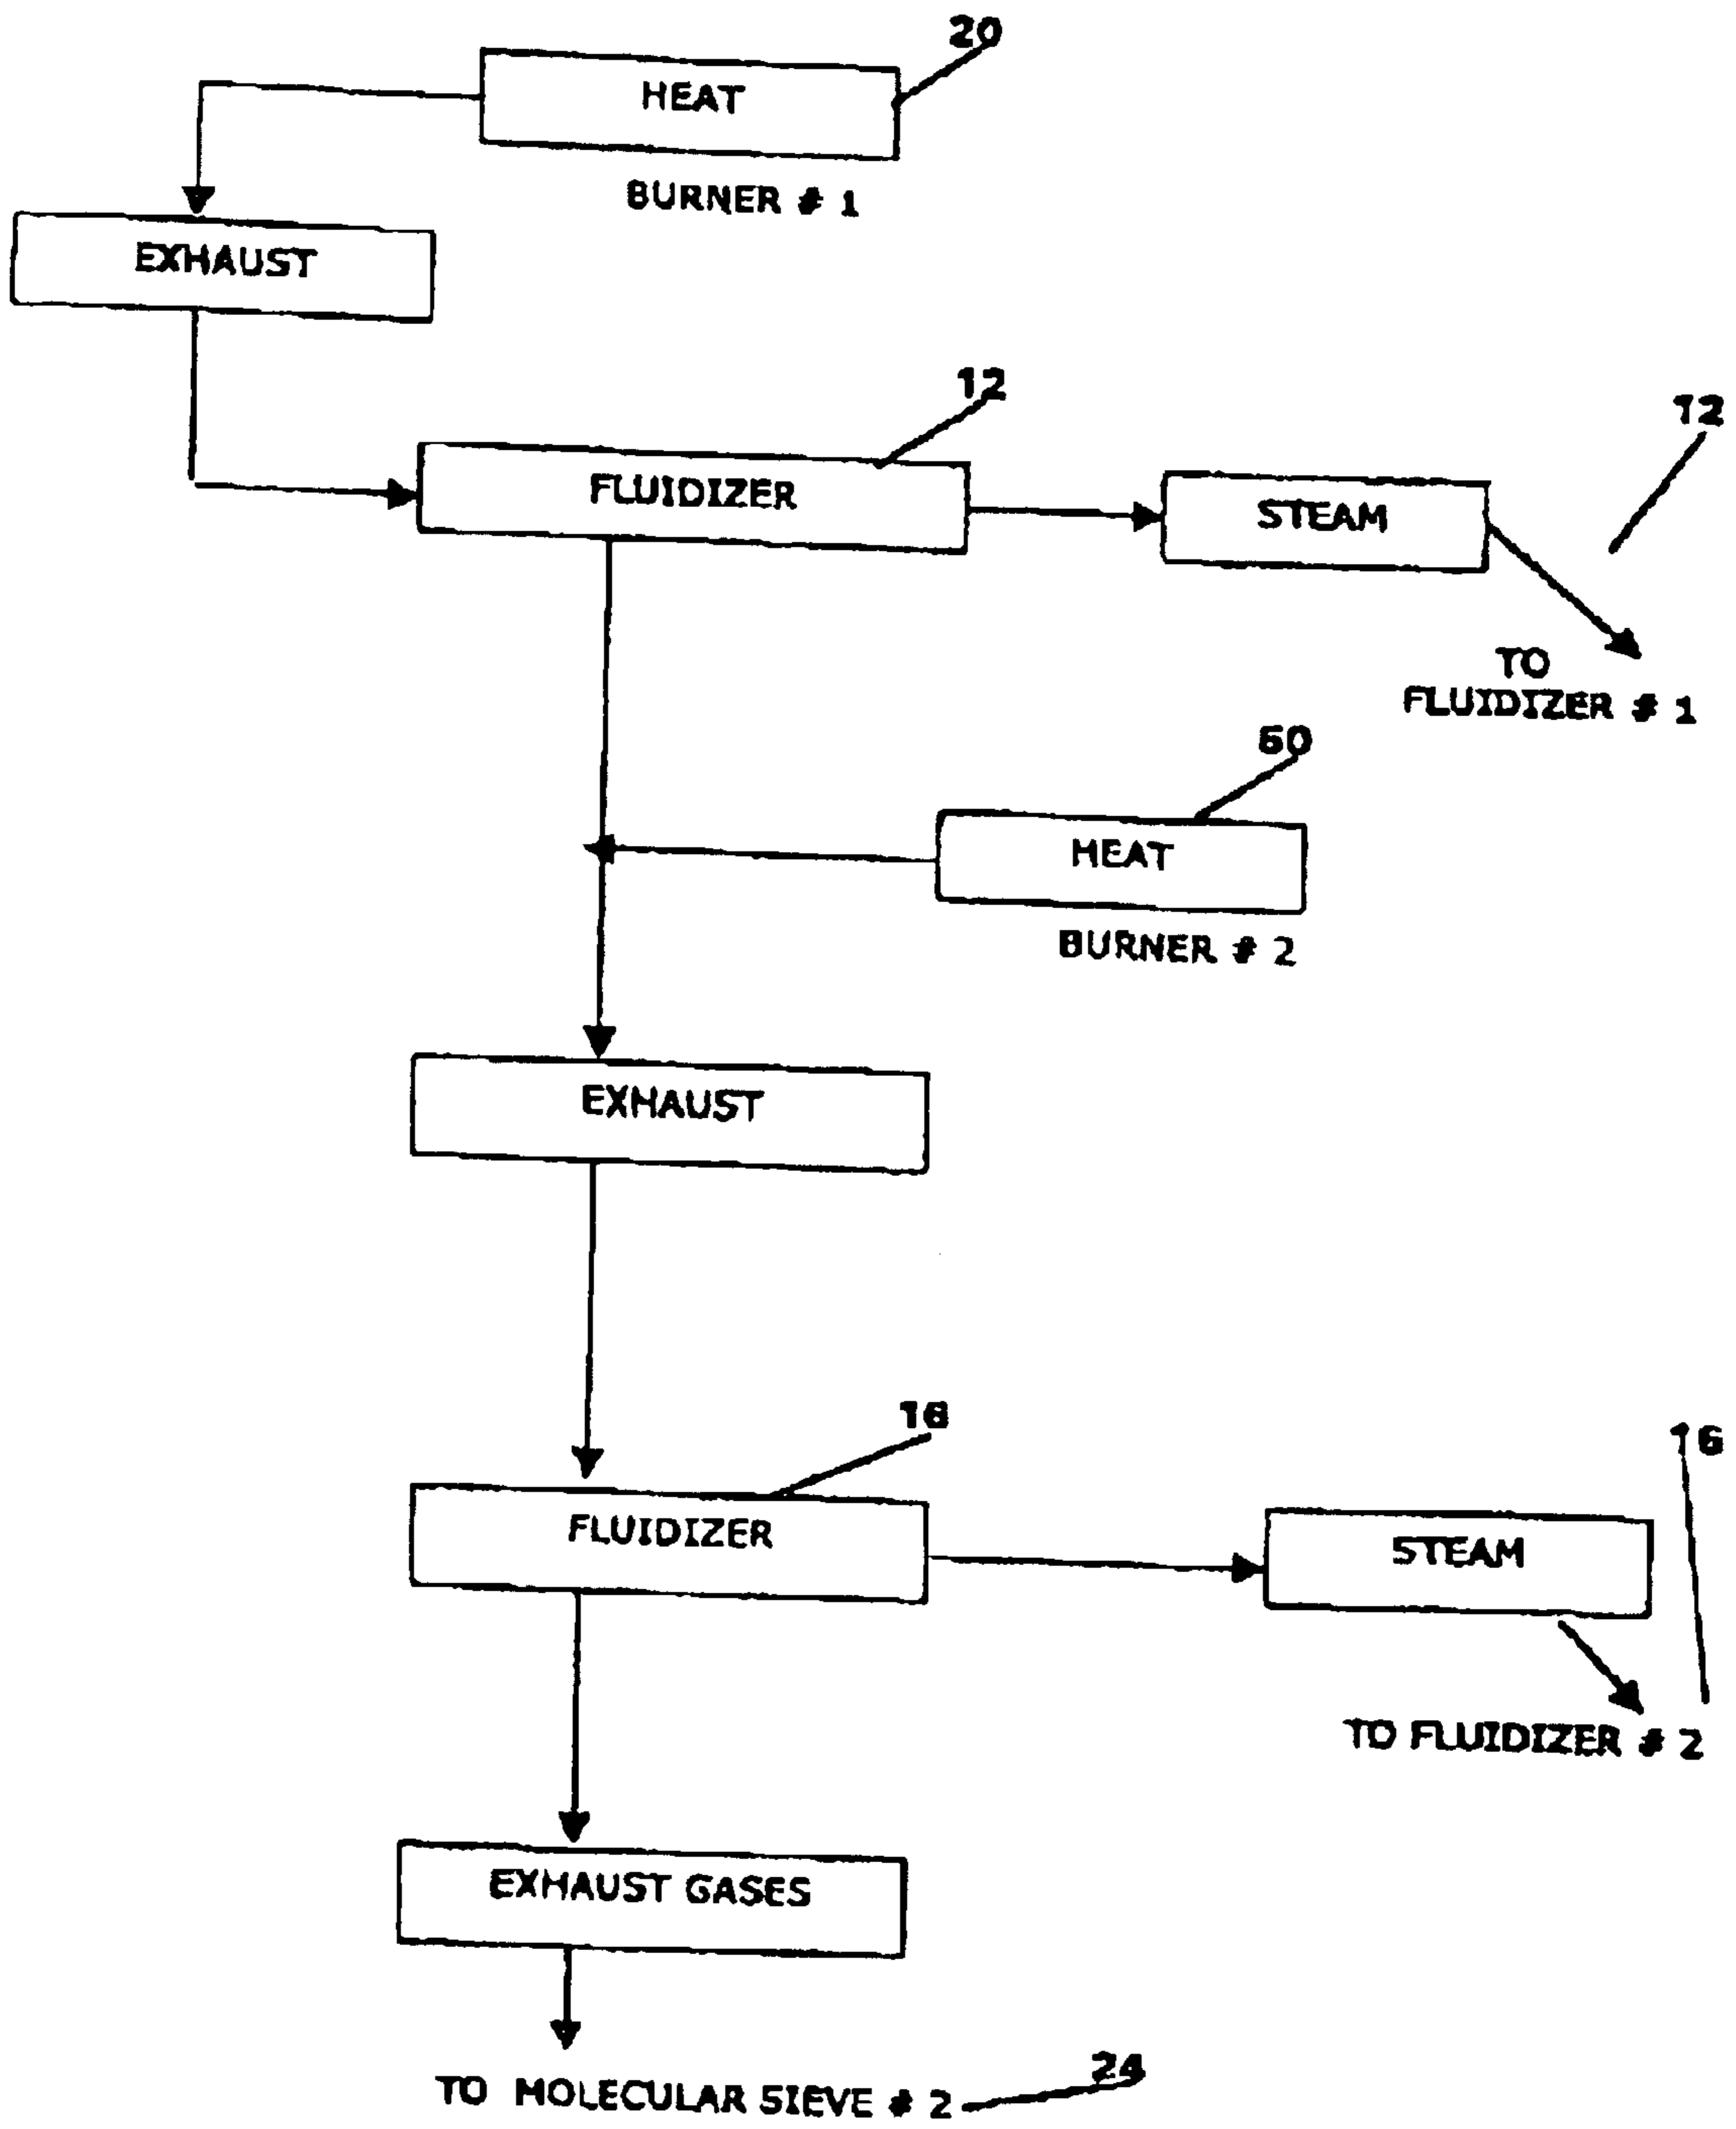 20
HEAT
BURNER # 1
EXHAUST
12
12
FLUIDIZER
STEAM
TO
FLUIDIZER # 1
60
HEAT
BURNER # 2
EXHAUST
16
16
FLUIDIZER
STEAM
TO FLUIDIZER # 2
EXHAUST GASES
24
TO MOLECULAR SIEVE # 2